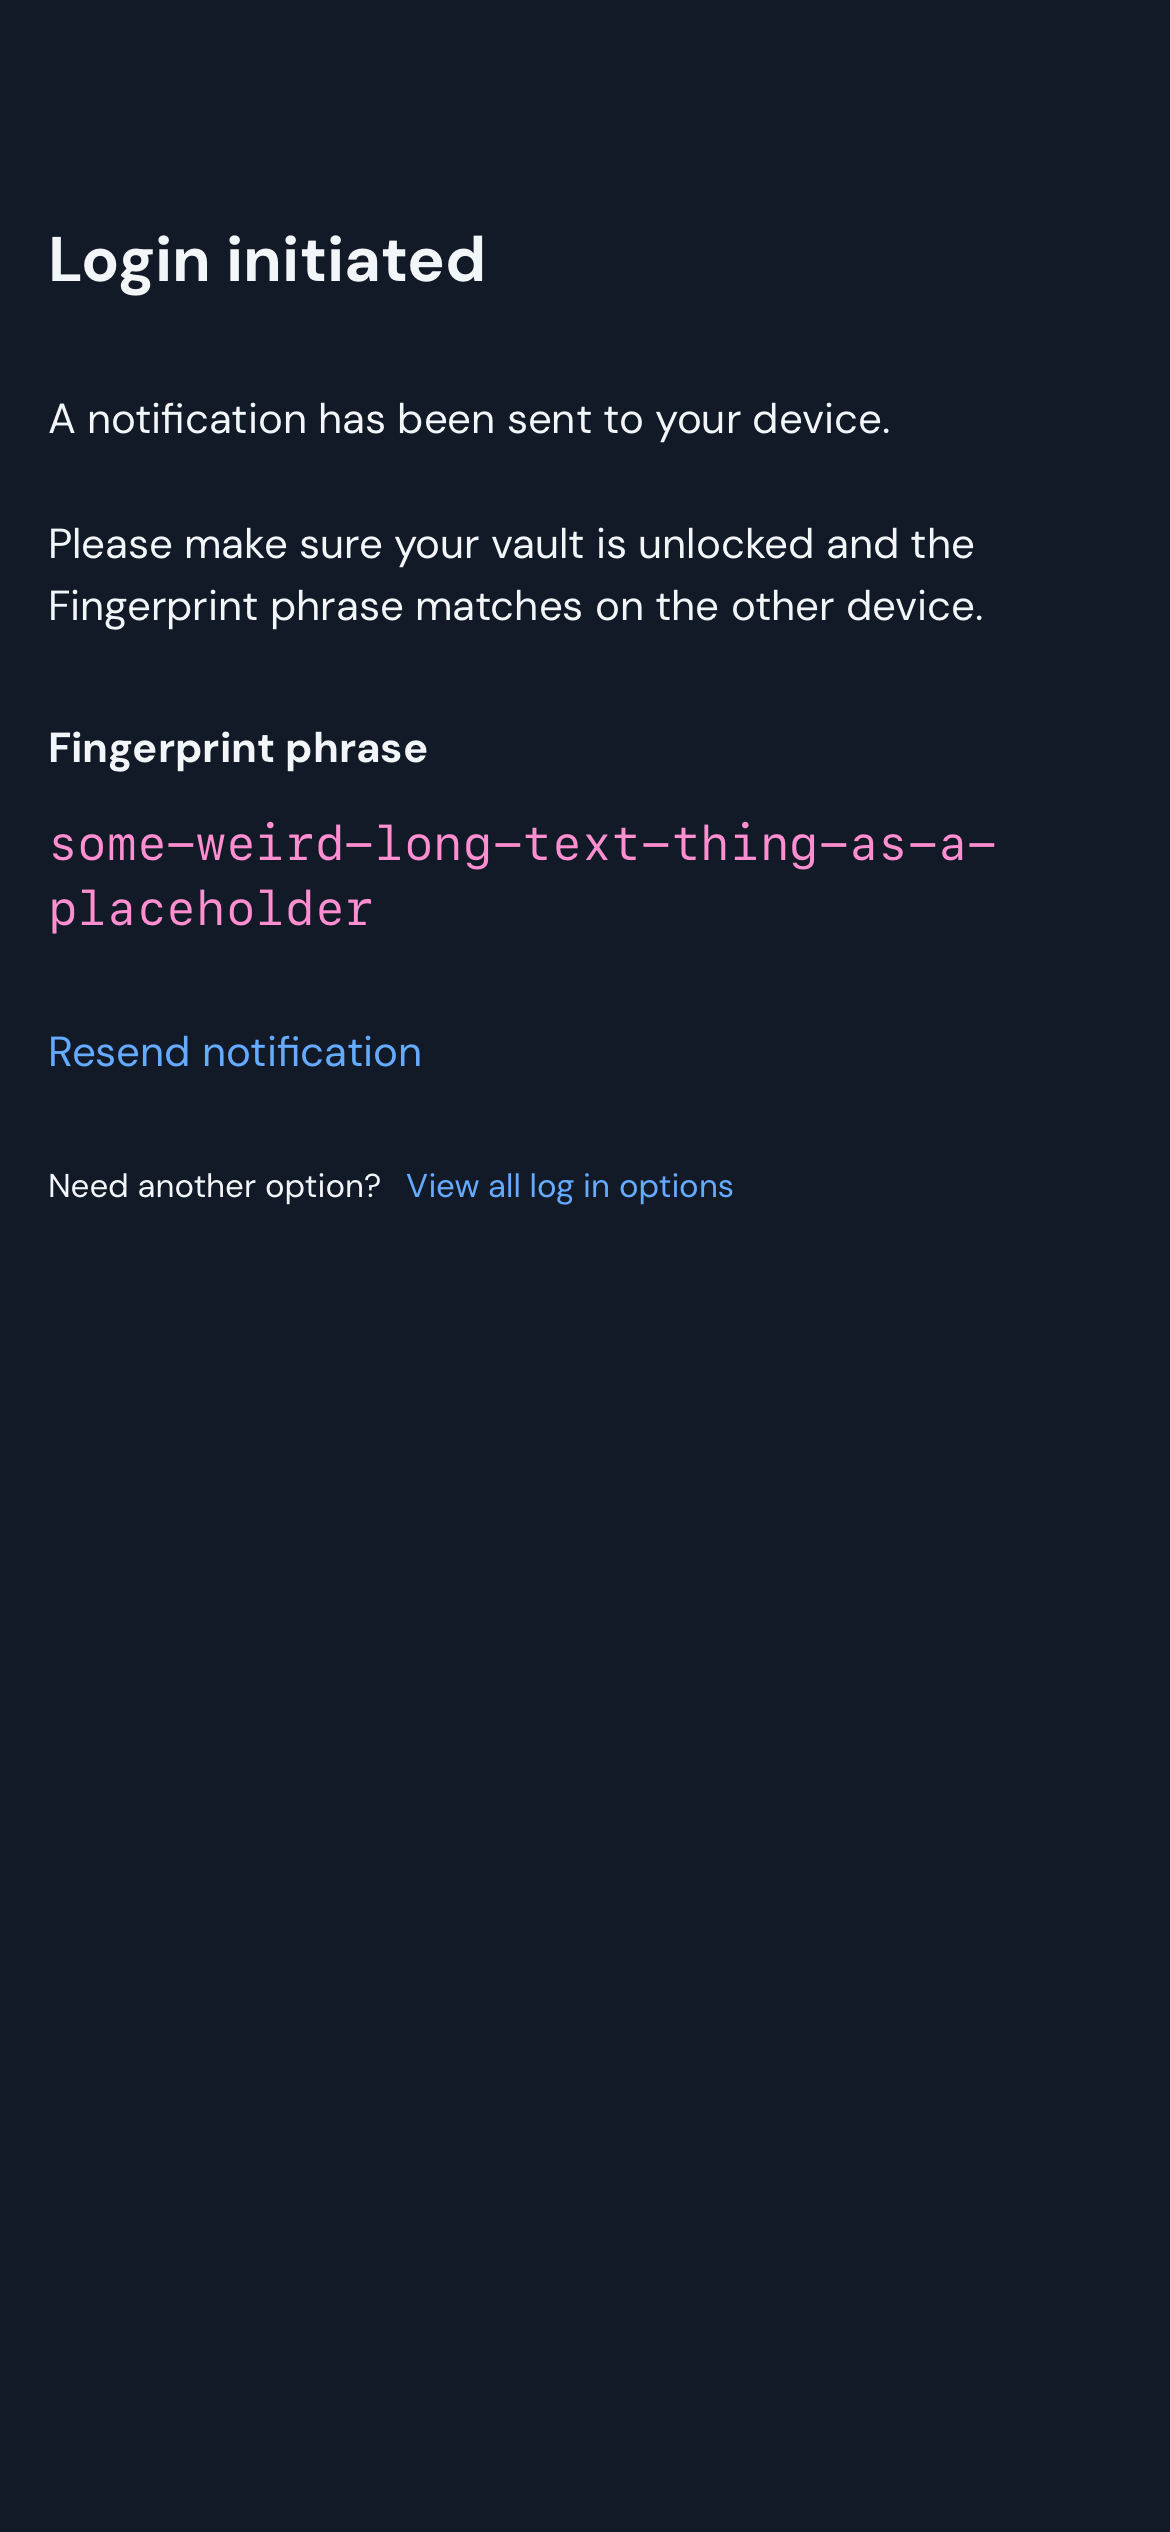 Login initiated
A notification has been sent to your device.
Please make sure your vault is unlocked and the
Fingerprint phrase matches on the other device.
Fingerprint phrase
some-weird-long-text-thing-as-a-
placeholder
Resend notification
Need another option? View all log in options